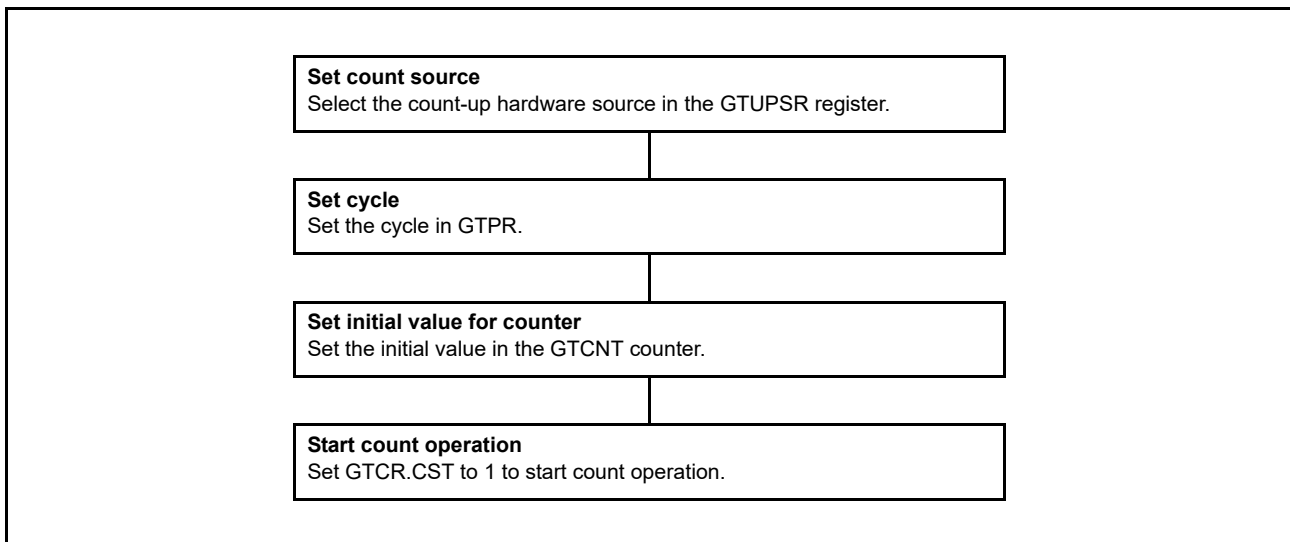 Set count source
Select the count-up hardware source in the GTUPSR register.
Set cycle
Set the cycle in GTPR.
Set initial value for counter
Set the initial value in the GTCNT counter.
Start count operation
Set GTCR.CST to 1 to start count operation.